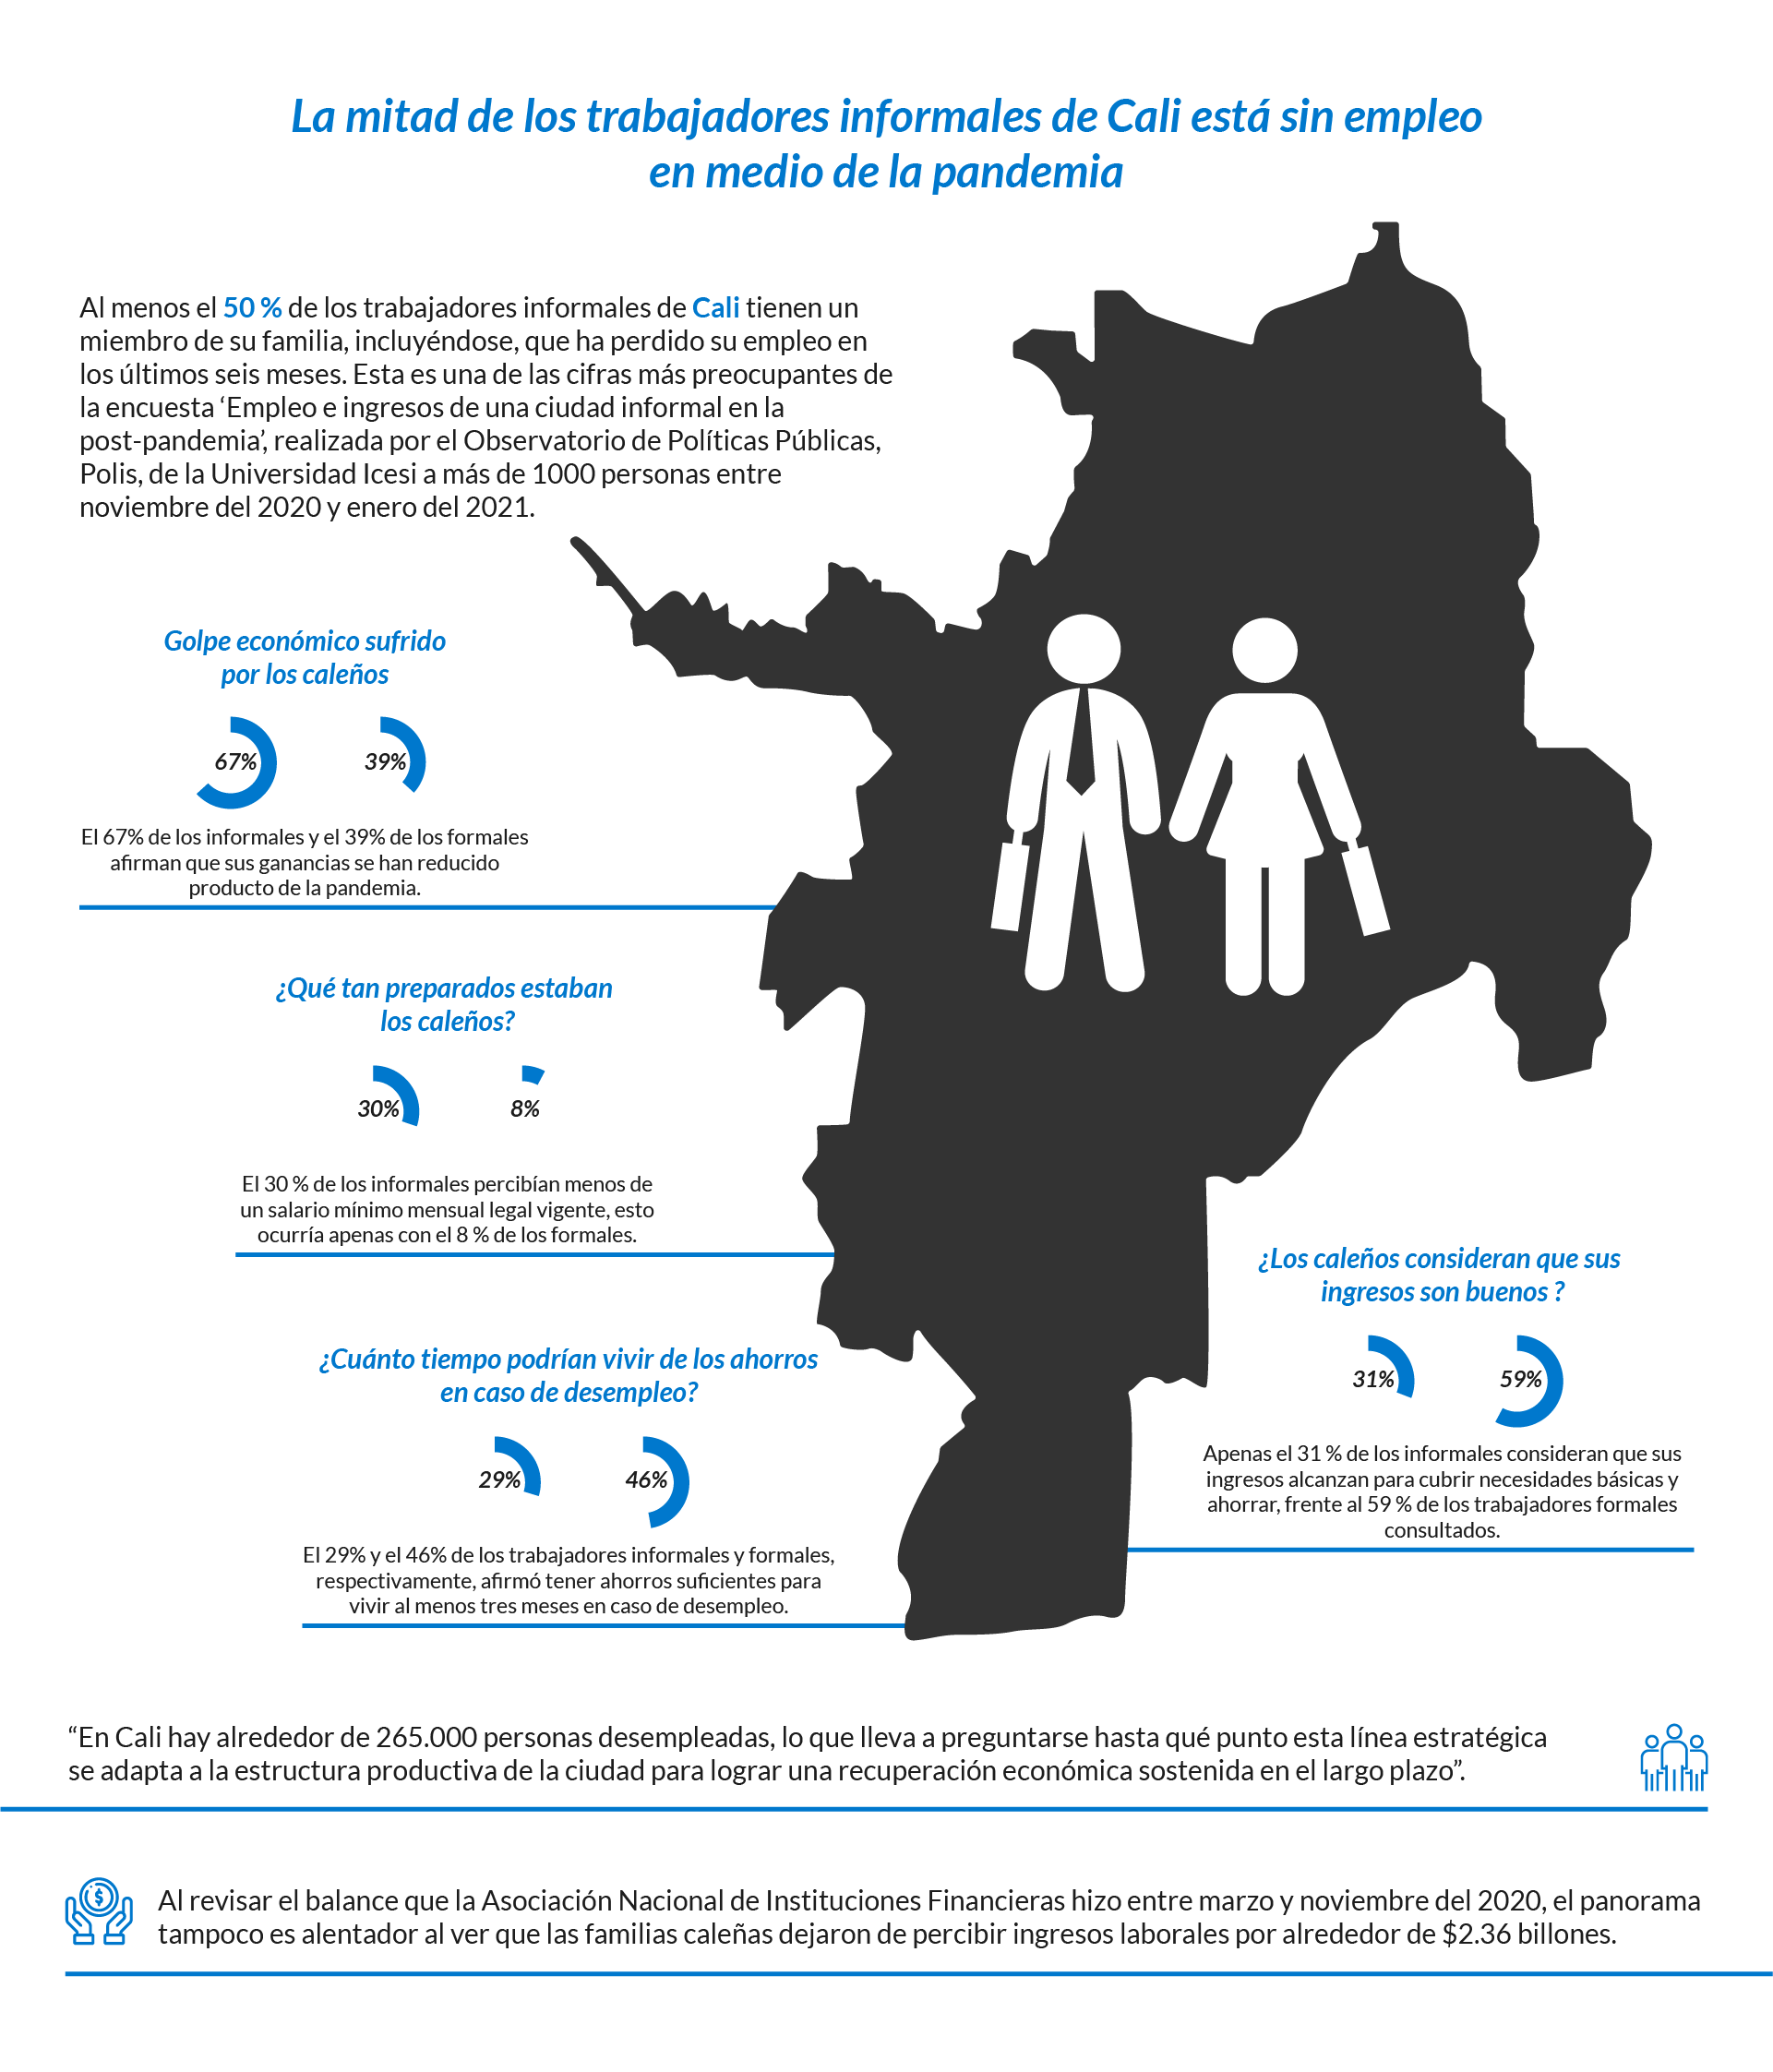 La mitad de los trabajadores informales de Cali está sin empleo
en medio de la pandemia
Al menos el 50 % de los trabajadores informales de Cali tienen un
miembro de su familia, incluyéndose, que ha perdido su empleo en
los últimos seis meses. Esta es una de las cifras más preocupantes de
la encuesta ‘Empleo e ingresos de una ciudad informal en la
post-pandemia’, realizada por el Observatorio de Políticas Públicas,
Polis, de la Universidad Icesi a más de 1000 personas entre
noviembre del 2020 y enero del 2021.
Golpe económico sufrido
por los caleños
67% 39%
El 67% de los informales y el 39% de los formales
afirman que sus ganancias se han reducido
producto de la pandemia.
¿Qué tan preparados estaban
los caleños?
30% 8%
El 30 % de los informales percibían menos de
un salario mínimo mensual legal vigente, esto
ocurría apenas con el 8 % de los formales.
¿Cuánto tiempo podrían vivir de los ahorros
en caso de desempleo?
29% 46%
El 29% y el 46% de los trabajadores informales y formales,
respectivamente, afirmó tener ahorros suficientes para
vivir al menos tres meses en caso de desempleo.
¿Los caleños consideran que sus
ingresos son buenos ?
31% 59%
Apenas el 31 % de los informales consideran que sus
ingresos alcanzan para cubrir necesidades básicas y
ahorrar, frente al 59 % de los trabajadores formales
consultados.
“En Cali hay alrededor de 265.000 personas desempleadas, lo que lleva a preguntarse hasta qué punto esta línea estratégica
se adapta a la estructura productiva de la ciudad para lograr una recuperación económica sostenida en el largo plazo”.
$
Al revisar el balance que la Asociación Nacional de Instituciones Financieras hizo entre marzo y noviembre del 2020, el panorama
tampoco es alentador al ver que las familias caleñas dejaron de percibir ingresos laborales por alrededor de $2.36 billones.